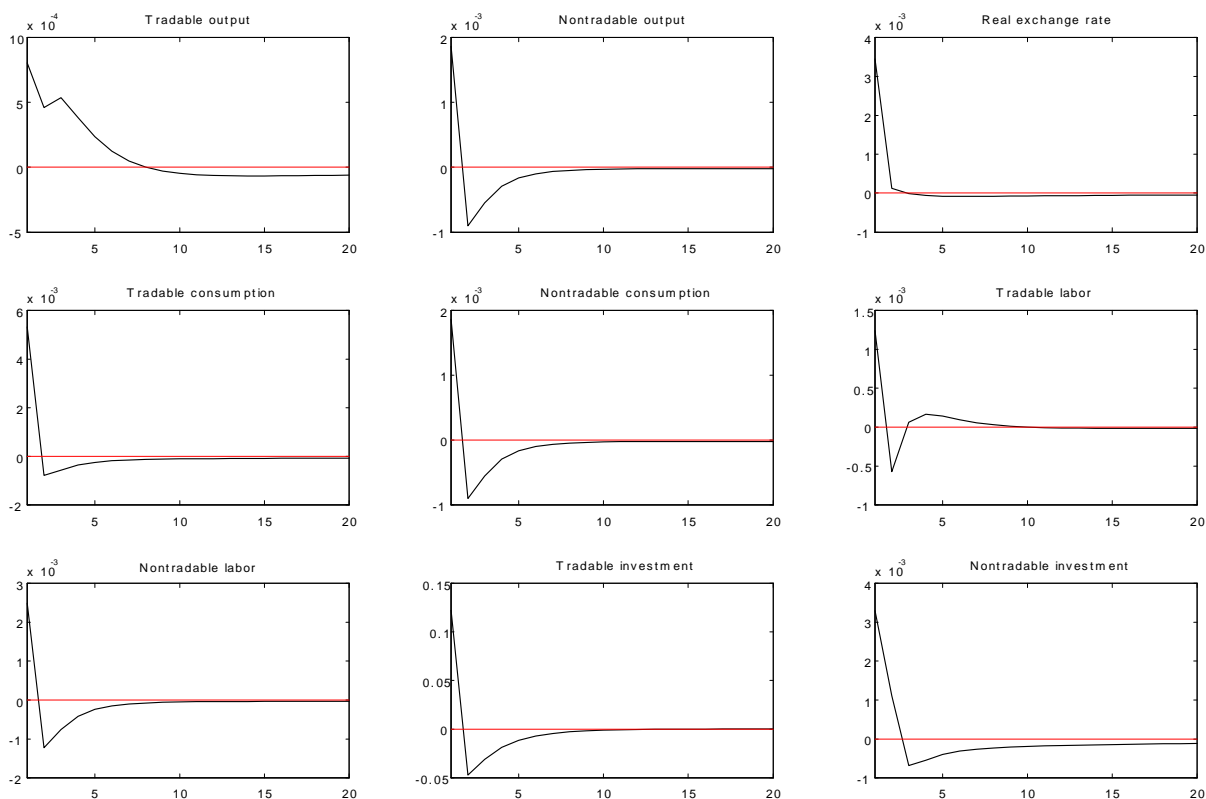 Tradable output
x 10^-4
10
5
0
-5
5 10 15 20
Nontradable output
x 10^-3
2
1
0
-1
5 10 15 20
Real exchange rate
x 10^-3
4
3
2
1
0
-1
5 10 15 20
Tradable consumption
x 10^-3
6
4
2
0
-2
5 10 15 20
Nontradable consumption
x 10^-3
2
1
0
-1
5 10 15 20
Tradable labor
x 10^-3
1.5
1
0.5
0
-0.5
-1
5 10 15 20
Nontradable labor
x 10^-3
3
2
1
0
-1
-2
5 10 15 20
Tradable investment
0.15
0.1
0.05
0
-0.05
5 10 15 20
Nontradable investment
x 10^-3
4
3
2
1
0
-1
5 10 15 20